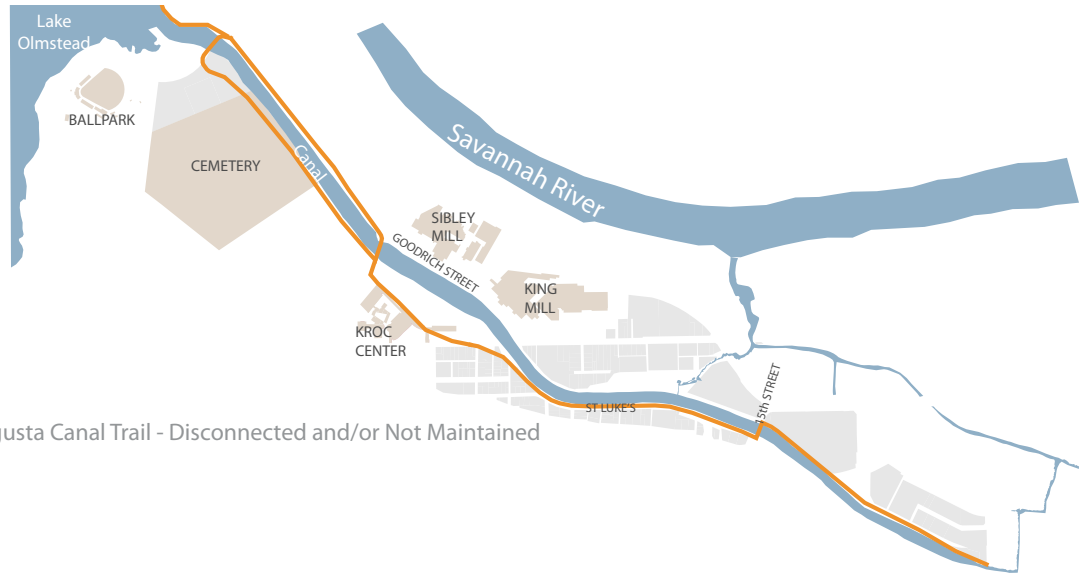 Lake
Olmstead
BALLPARK
CEMETERY
Canal
Savannah River
SIBLEY
MILL
GOODRICH STREET
KING
MILL
KROC
CENTER
ST LUKE'S
5th STREET
gusta Canal Trail - Disconnected and/or Not Maintained